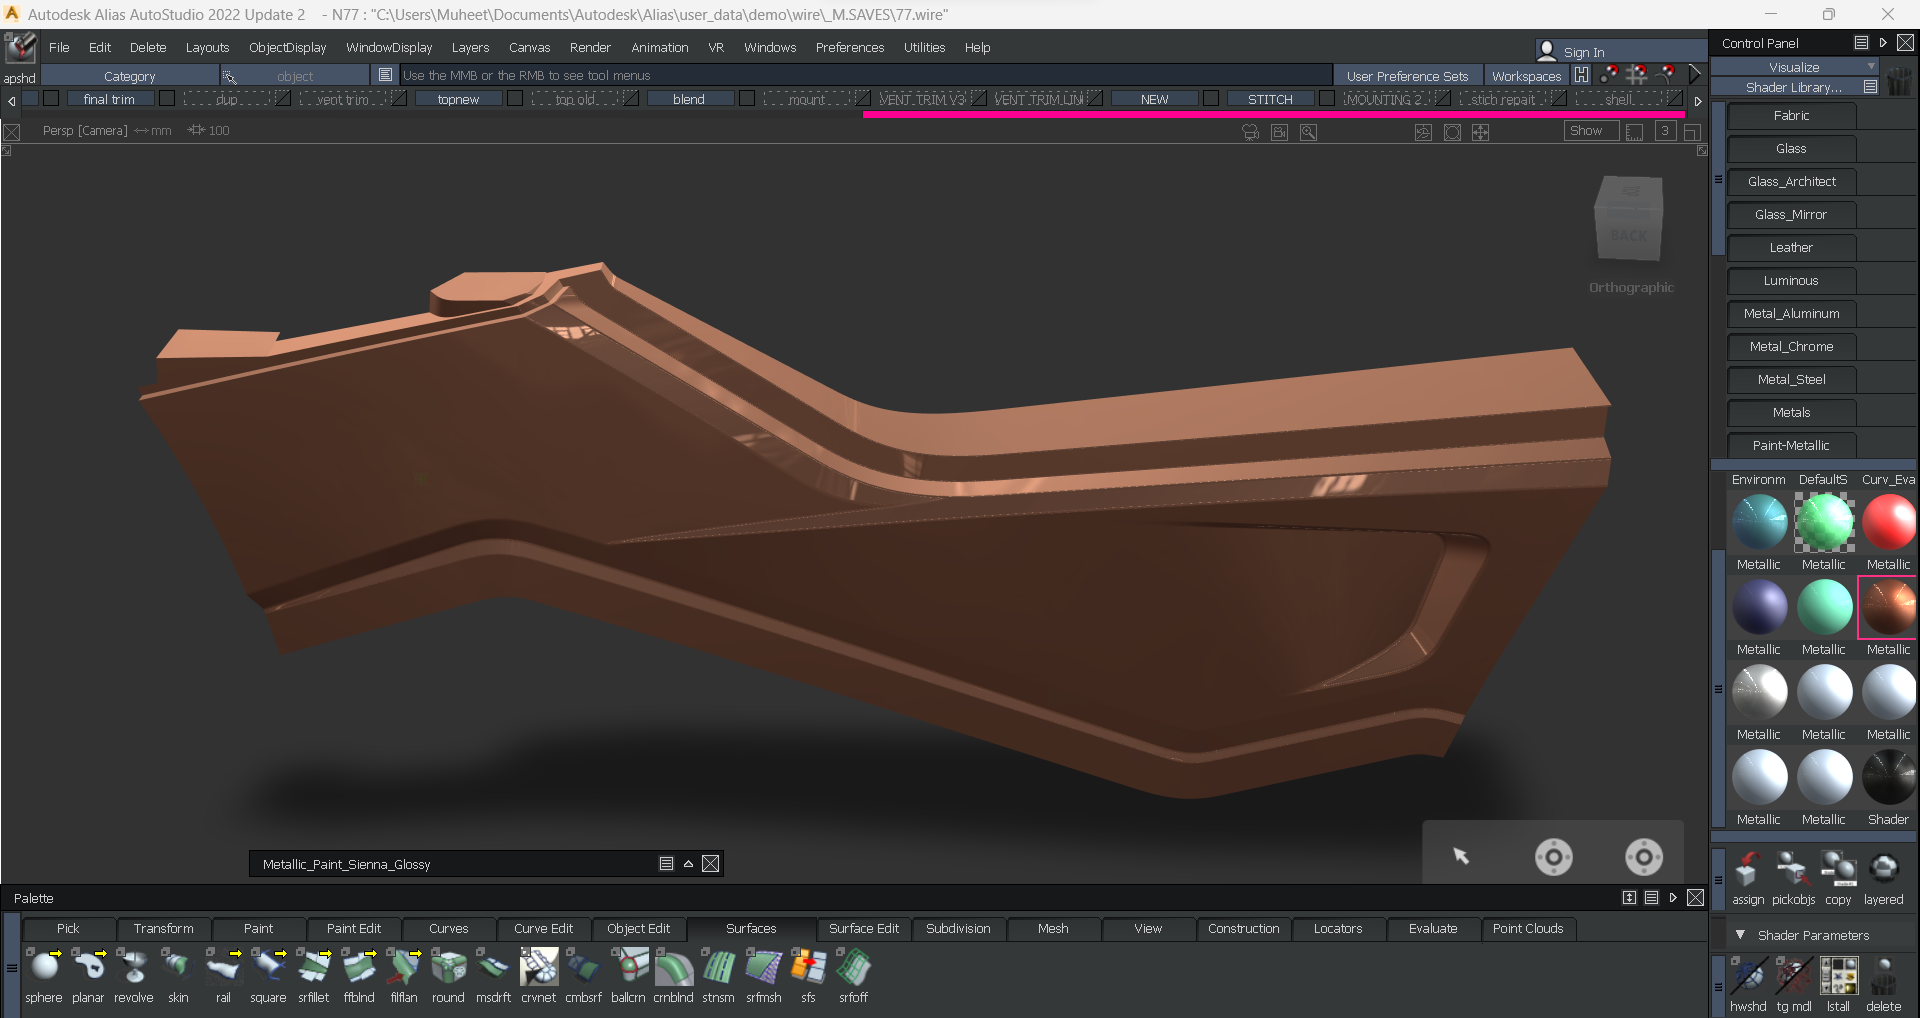 Autodesk Alias AutoStudio 2022 Update 2 - N77 : "C:\Users\Muheet\Documents\Autodesk\Alias\user_data\demo\wire\_M.SAVES\77.wire"
File Edit Delete Layouts ObjectDisplay WindowDisplay Layers Canvas Render Animation VR Windows Preferences Utilities Help
Sign In
Control Panel
apshd
Category
object
Use the MMB or the RMB to see tool menus
User Preference Sets
Workspaces
Visualize
Shader Library...
final trim dup vent trim topnew top old blend mount VENT TRIM V3 VENT TRIM LINI NEW STITCH MOUNTING 2 stich repait shell
Persp [Camera] mm 100
Show
3
Fabric
Glass
Glass_Architect
Glass_Mirror
Leather
Luminous
Metal_Aluminum
Metal_Chrome
Metal_Steel
Metals
Paint-Metallic
BACK
Orthographic
Environm DefaultS Curv_Eva
Metallic Metallic Metallic
Metallic Metallic Metallic
Metallic Metallic Metallic
Metallic Metallic Shader
Metallic_Paint_Sienna_Glossy
assign pickobjs copy layered
Shader Parameters
hwshd tg mdl lstall delete
Palette
Pick Transform Paint Paint Edit Curves Curve Edit Object Edit Surfaces Surface Edit Subdivision Mesh View Construction Locators Evaluate Point Clouds
sphere planar revolve skin rail square srfillet ffblnd filflan round msdrft crvnet cmbsrf ballcrn crnblnd stnsm srfmsh sfs srfoff